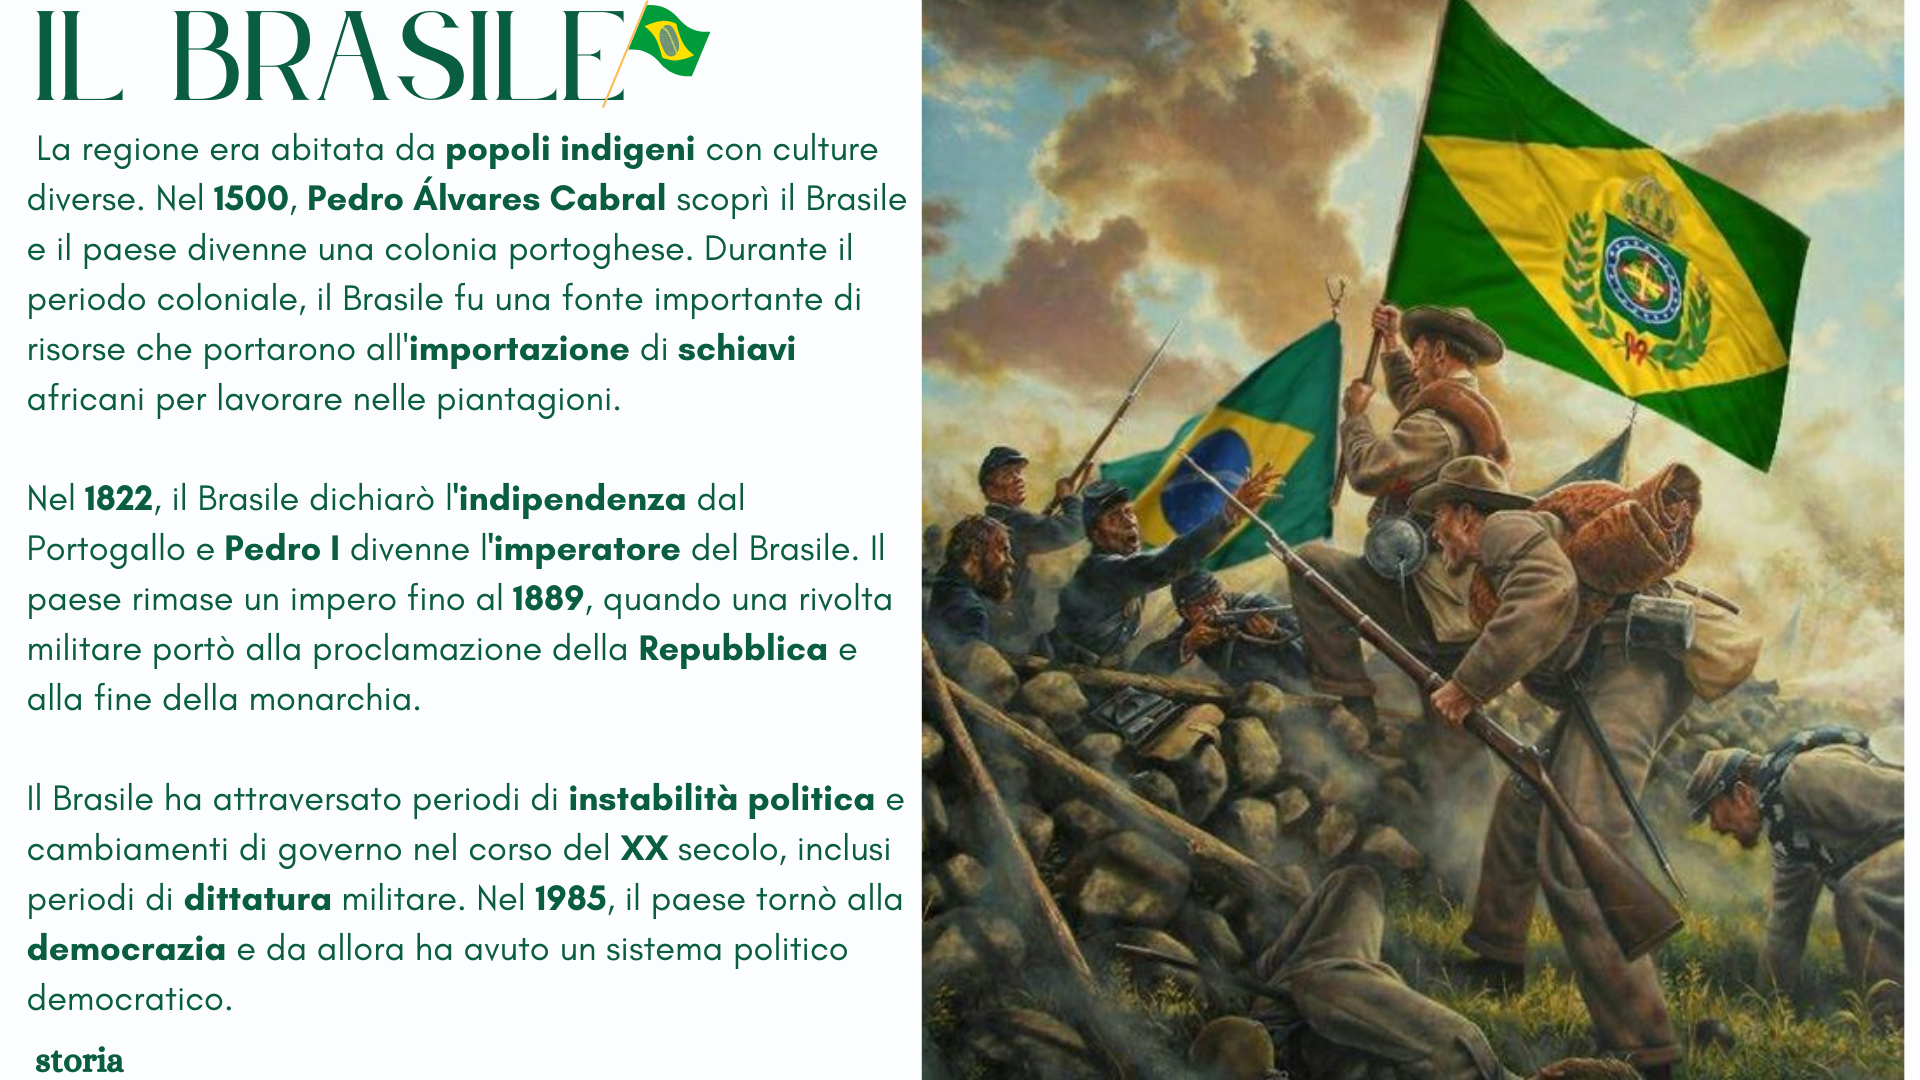 IL BRASILE
La regione era abitata da popoli indigeni con culture
diverse. Nel 1500, Pedro Álvares Cabral scoprì il Brasile
e il paese divenne una colonia portoghese. Durante il
periodo coloniale, il Brasile fu una fonte importante di
risorse che portarono all'importazione di schiavi
africani per lavorare nelle piantagioni.
Nel 1822, il Brasile dichiarò l'indipendenza dal
Portogallo e Pedro I divenne l'imperatore del Brasile. Il
paese rimase un impero fino al 1889, quando una rivolta
militare portò alla proclamazione della Repubblica e
alla fine della monarchia.
Il Brasile ha attraversato periodi di instabilità politica e
cambiamenti di governo nel corso del XX secolo, inclusi
periodi di dittatura militare. Nel 1985, il paese tornò alla
democrazia e da allora ha avuto un sistema politico
democratico.
storia